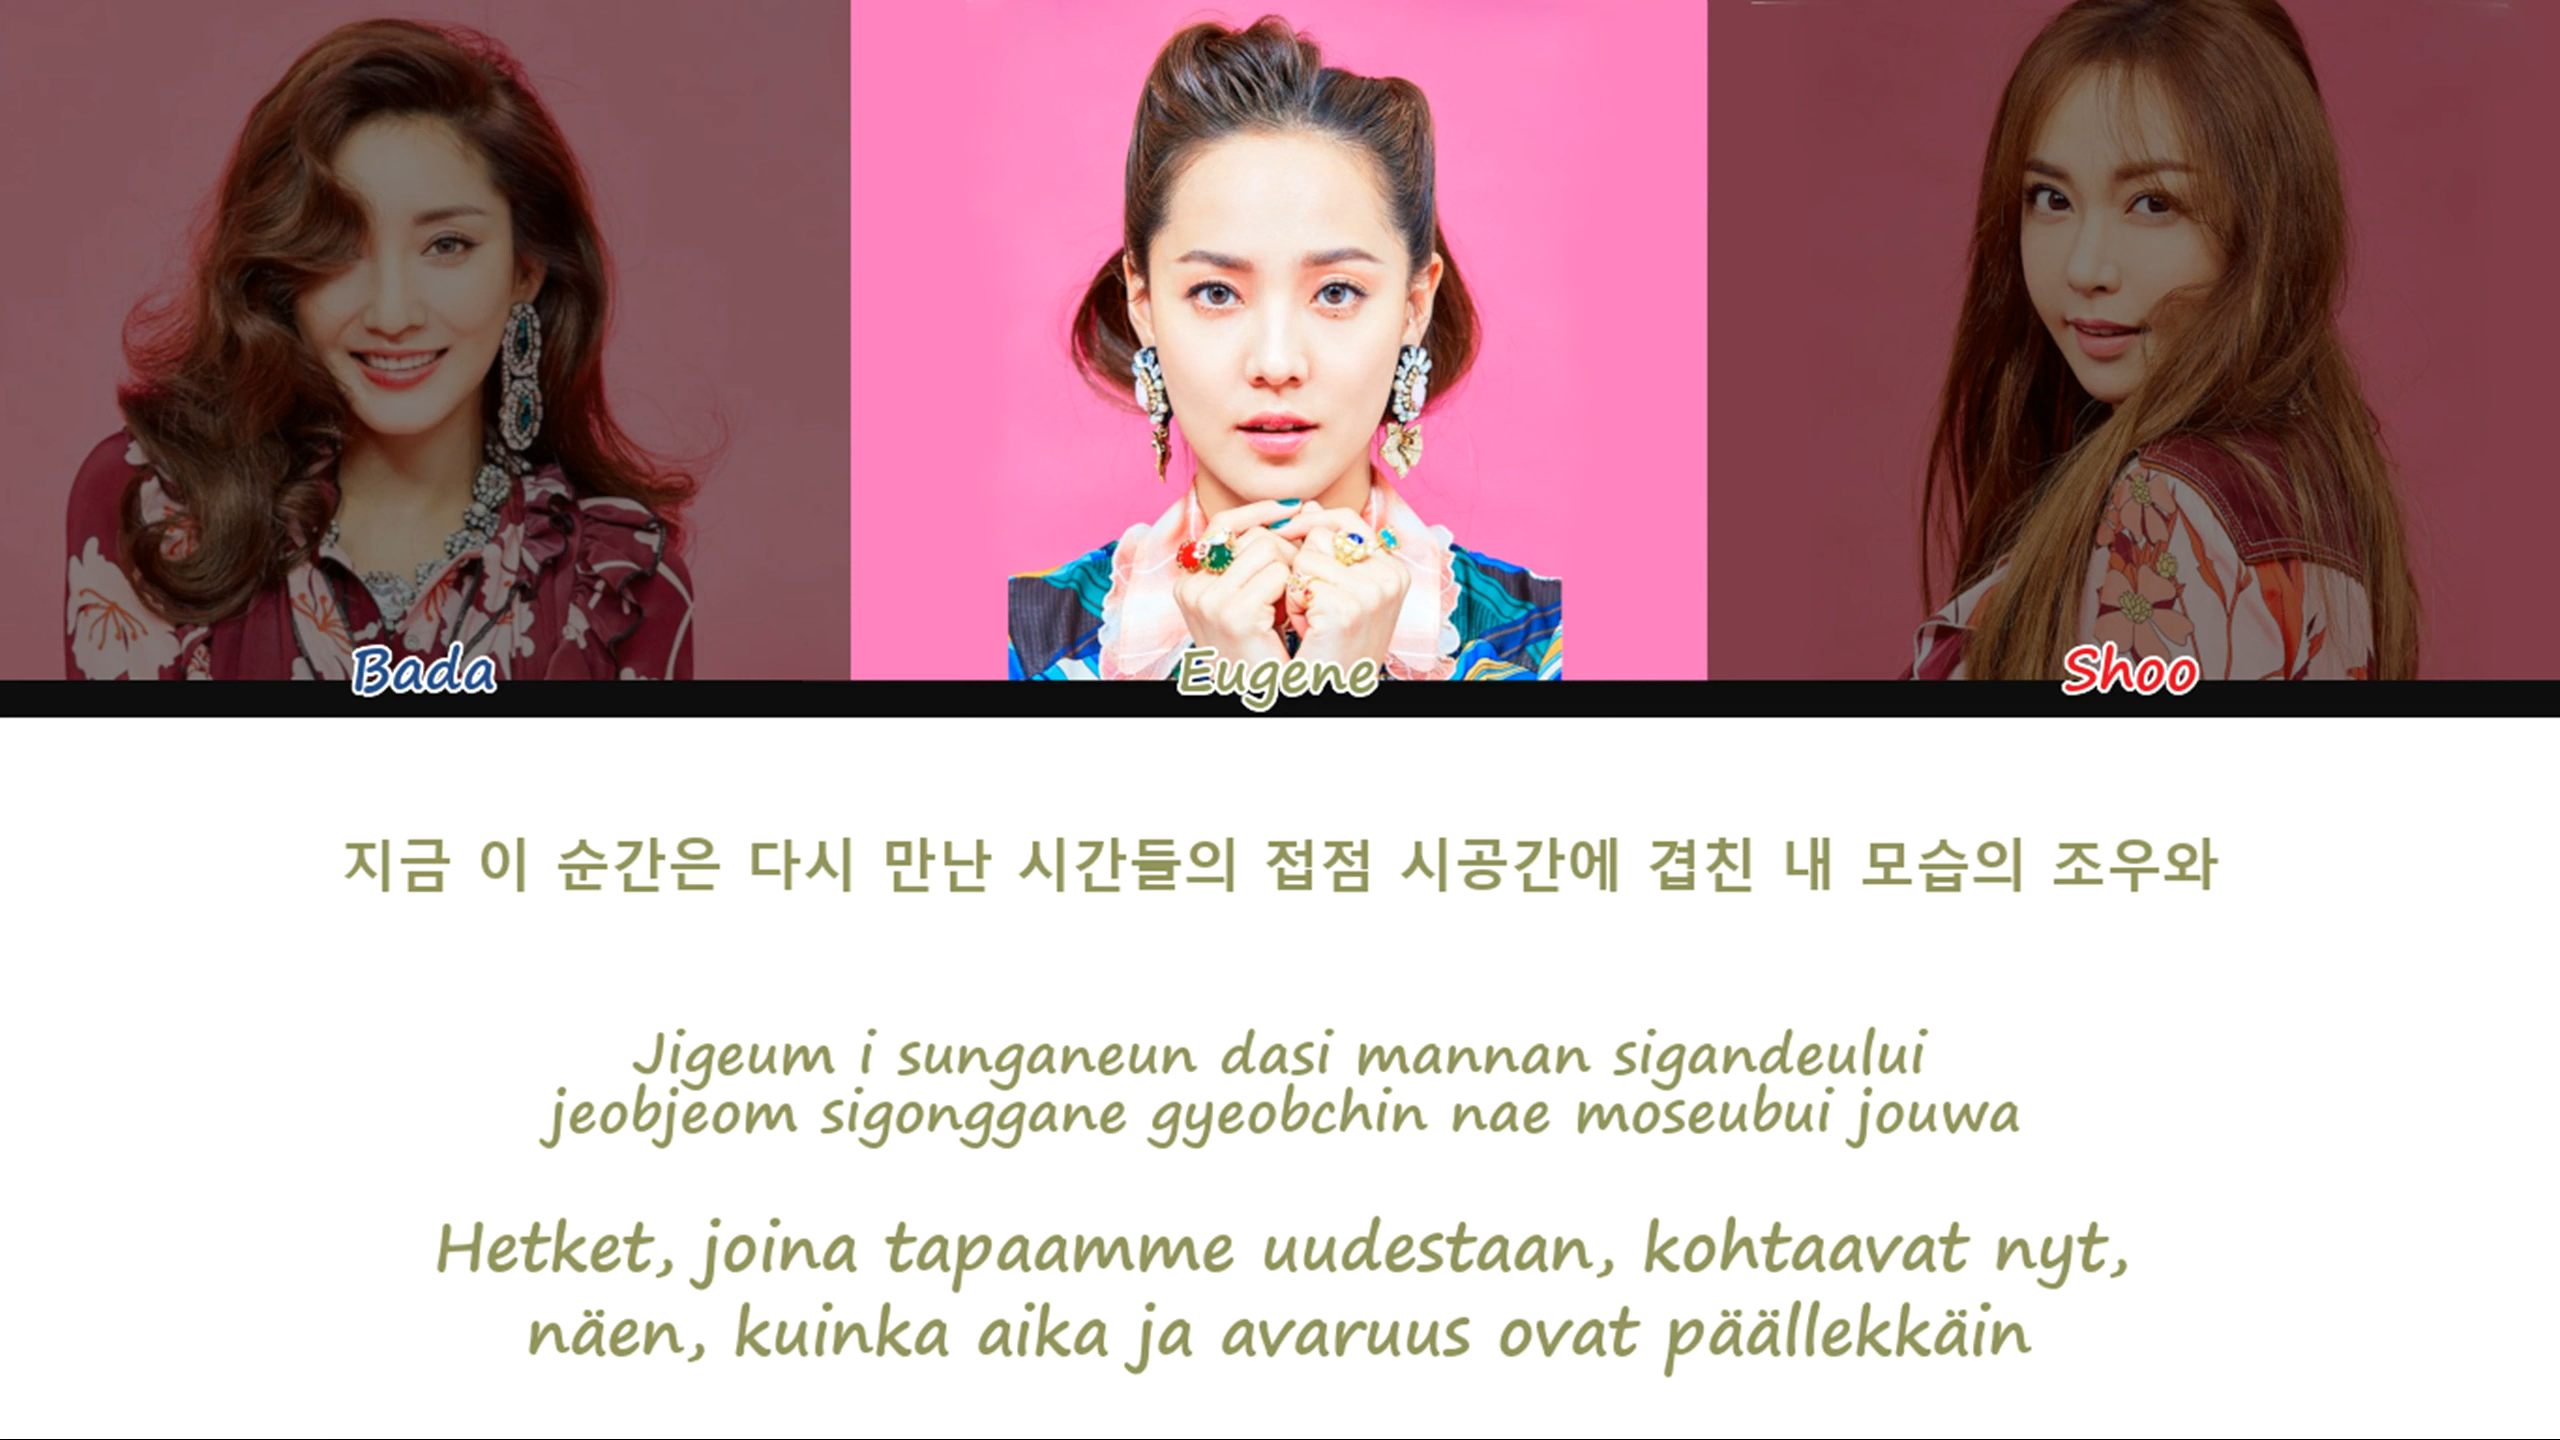 Bada
Eugene
Shoo
지금 이 순간은 다시 만난 시간들의 접점 시공간에 겹친 내 모습의 조우와
Jigeum i sunganeun dasi mannan sigandeului
jeobjeom sigonggane gyeobchin nae moseubui jouwa
Hetket, joina tapaamme uudestaan, kohtaavat nyt,
näen, kuinka aika ja avaruus ovat päällekkäin